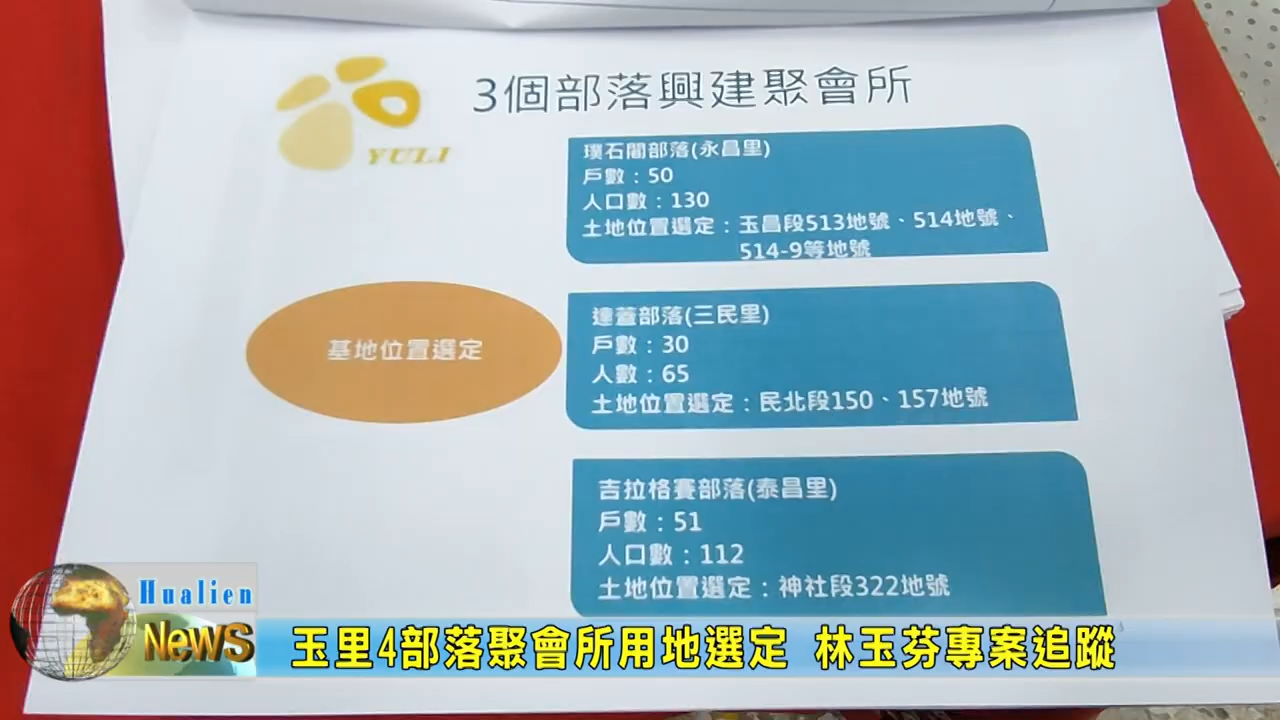 3個部落興建聚會所
YULI
璞石閣部落(永昌里)
戶數：50
人口數：130
土地位置選定：玉昌段513地號、514地號、
514-9等地號
基地位置選定
達蓋部落(三民里)
戶數：30
人數：65
土地位置選定：民北段150、157地號
吉拉格賽部落(泰昌里)
戶數：51
人口數：112
土地位置選定：神社段322地號
Hualien
NewS
玉里4部落聚會所用地選定 林玉芬專案追蹤